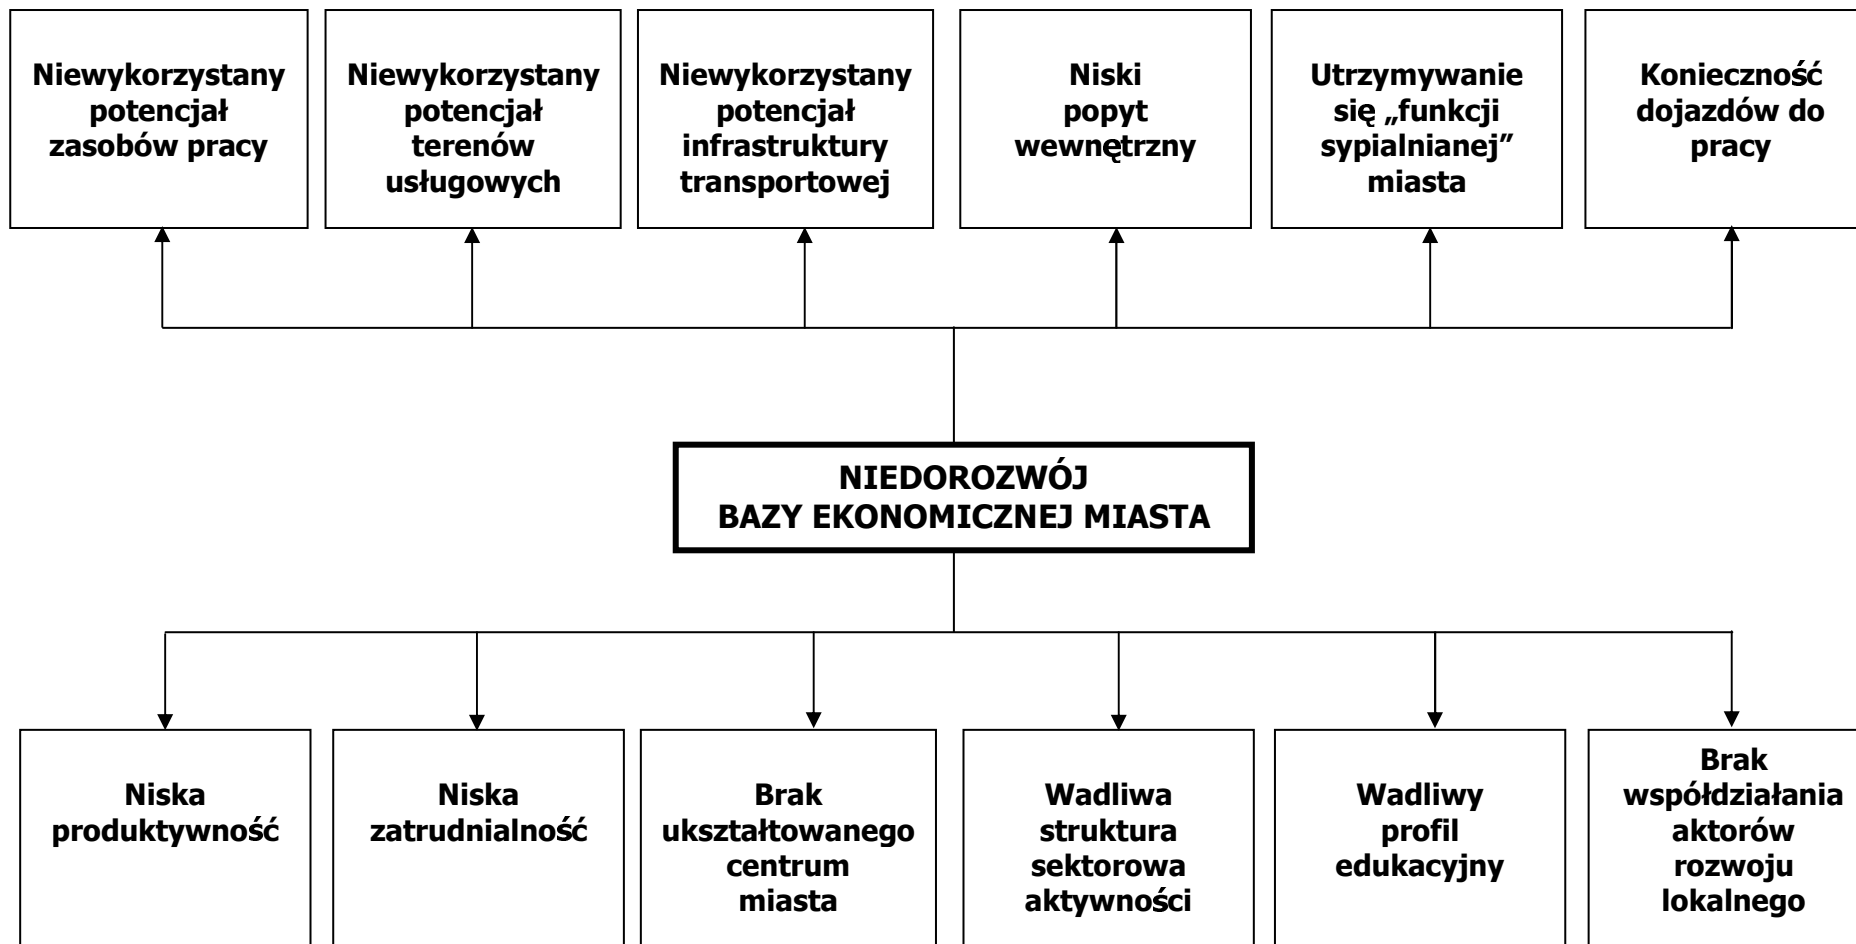 Niewykorzystany
potencjał
zasobów pracy
Niewykorzystany
potencjał
terenów
usługowych
Niewykorzystany
potencjał
infrastruktury
transportowej
Niski
popyt
wewnętrzny
Utrzymywanie
się „funkcji
sypialnianej”
miasta
Konieczność
dojazdów do
pracy
NIEDOROZWÓJ
BAZY EKONOMICZNEJ MIASTA
Niska
produktywność
Niska
zatrudnialność
Brak
ukształtowanego
centrum
miasta
Wadliwa
struktura
sektorowa
aktywności
Wadliwy
profil
edukacyjny
Brak
współdziałania
aktorów
rozwoju
lokalnego